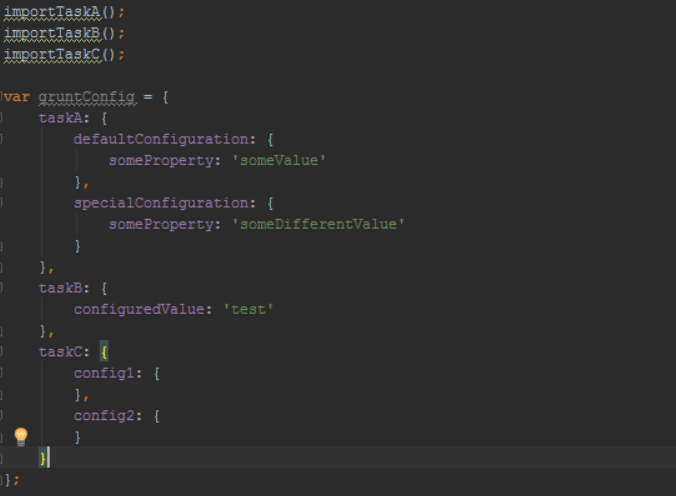 importTaskA();
importTaskB();
importTaskC();
var gruntConfig = {
    taskA: {
        defaultConfiguration: {
            someProperty: 'someValue'
        },
        specialConfiguration: {
            someProperty: 'someDifferentValue'
        }
    },
    taskB: {
        configuredValue: 'test'
    },
    taskC: {
        config1: {
        },
        config2: {
        }
    }
};